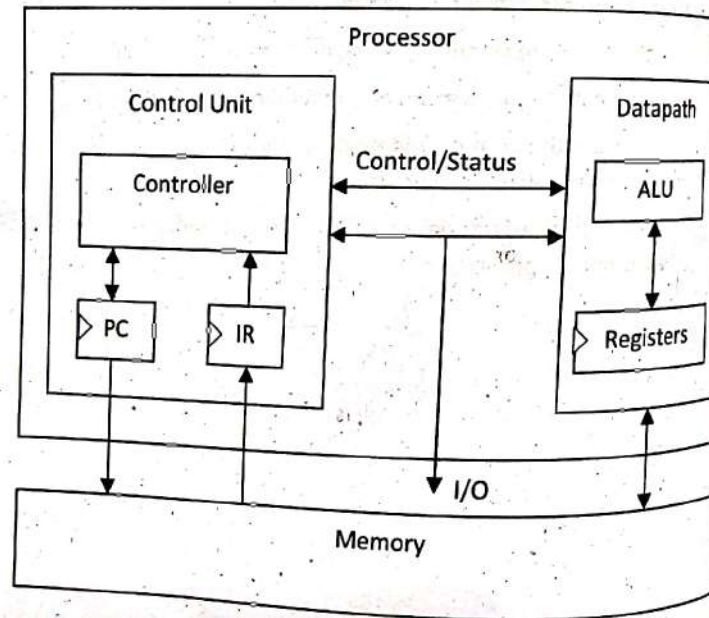 Processor
Control Unit
Datapath
Controller
Control/Status
ALU
PC
IR
Registers
I/O
Memory